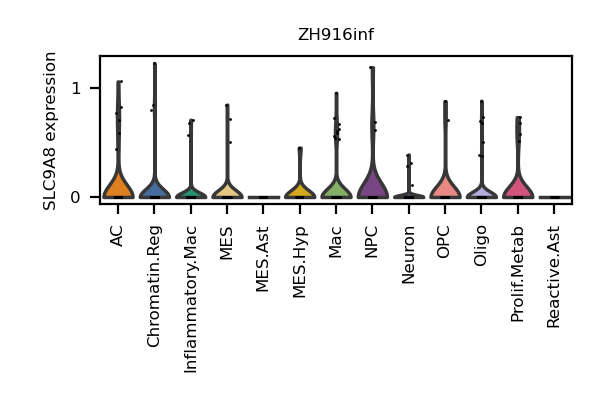 ZH916inf
SLC9A8 expression
1
0
AC
Chromatin.Reg
Inflammatory.Mac
MES
MES.Ast
MES.Hyp
Mac
NPC
Neuron
OPC
Oligo
Prolif.Metab
Reactive.Ast